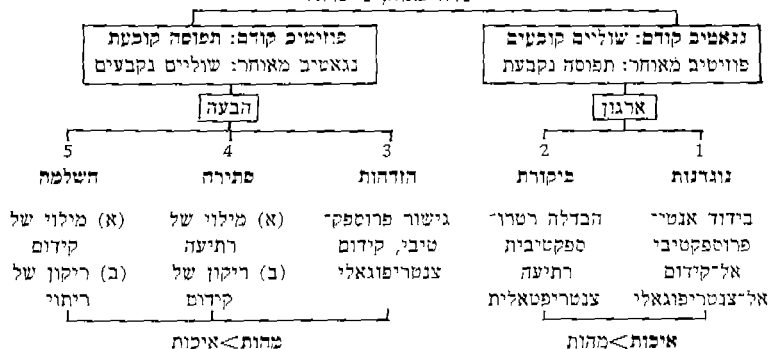 נגאטיב קודם: שוליים קובעים
פוזיטיב מאוחר: תפוסה נקבעת
פוזיטיב קודם: תפוסה קובעת
נגאטיב מאוחר: שוליים נקבעים
ארגון
הבעה
1
נוגדנות
בידוד אנטי־
פרוספקטיבי
אל־קידום
אל־צנטריפוגאלי
2
ביקורת
הבדלה רטרו־
ספקטיבית
רתיעה
צנטריפטאלית
3
הזדהות
גישור פרוספק־
טיבי, קידום
צנטריפוגאלי
4
פתירה
(א) מילוי של
רתיעה
(ב) ריקון של
קידום
5
השלמה
(א) מילוי של
קידום
(ב) ריקון של
ריתוי
איכות>מהות
מהות>איכות